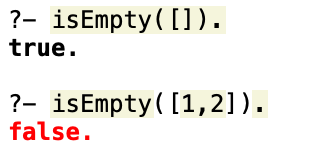 ?- isEmpty([]).
true.
?- isEmpty([1,2]).
false.